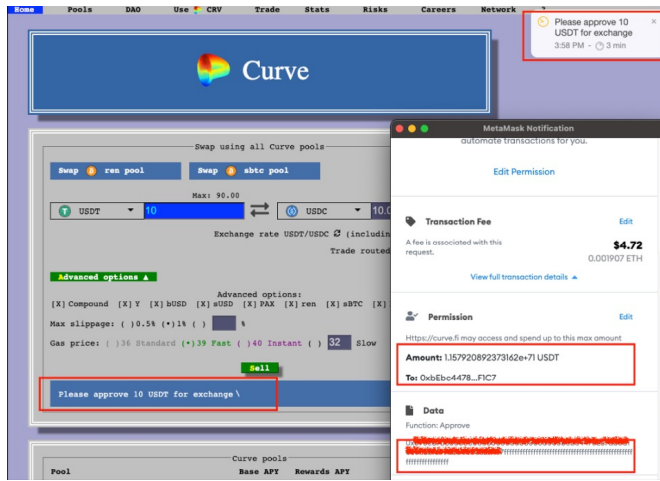 Home Pools DAO Use CRV Trade Stats Risks Careers Network ?
Please approve 10
USDT for exchange
3:58 PM - 3 min
Curve
Swap using all Curve pools
Swap ren pool
Swap sbtc pool
Max: 90.00
USDT 10 USDC 10.0
Exchange rate USDT/USDC (includin
Trade routed
Advanced options ▲
Advanced options:
[X] Compound [X] Y [X] bUSD [X] sUSD [X] PAX [X] ren [X] sBTC [X]
Max slippage: ( )0.5% (•)1% ( ) %
Gas price: ( )36 Standard (•)39 Fast ( )40 Instant ( ) 32 Slow
Sell
Please approve 10 USDT for exchange \
Curve pools
Pool Base APY Rewards APY
MetaMask Notification
automate transactions for you.
Edit Permission
Transaction Fee Edit
A fee is associated with this
request.
$4.72
0.001907 ETH
View full transaction details
Permission Edit
Https://curve.fi may access and spend up to this max amount
Amount: 1.157920892373162e+71 USDT
To: 0xbEbc4478...F1C7
Data
Function: Approve